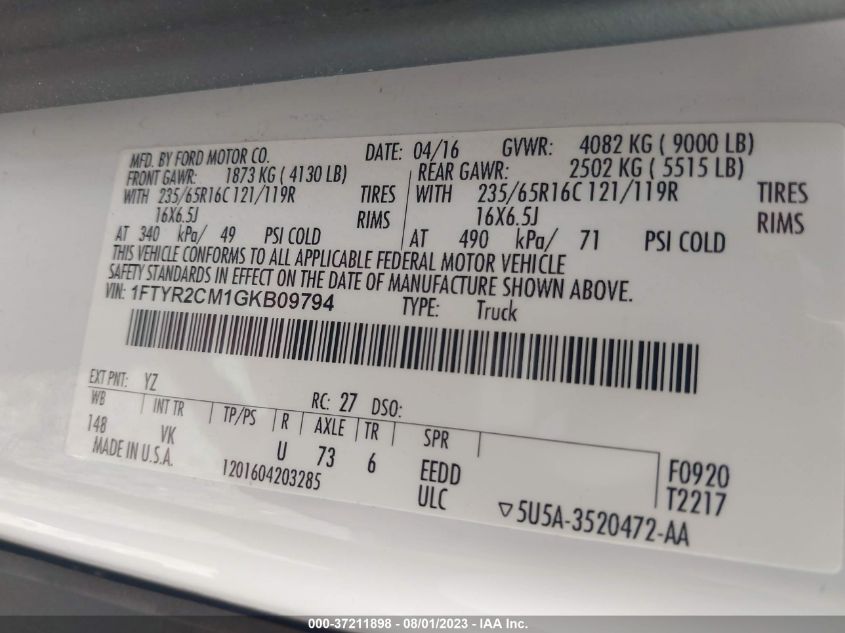 MFD. BY FORD MOTOR CO. DATE: 04/16 GVWR: 4082 KG ( 9000 LB)
FRONT GAWR: 1873 KG ( 4130 LB) REAR GAWR: 2502 KG ( 5515 LB)
WITH 235/65R16C 121/119R TIRES WITH 235/65R16C 121/119R TIRES
16X6.5J RIMS 16X6.5J RIMS
AT 340 kPa/ 49 PSI COLD AT 490 kPa/ 71 PSI COLD
THIS VEHICLE CONFORMS TO ALL APPLICABLE FEDERAL MOTOR VEHICLE
SAFETY STANDARDS IN EFFECT ON THE DATE OF MANUFACTURE SHOWN ABOVE.
VIN: 1FTYR2CM1GKB09794 TYPE: Truck
EXT PNT: YZ RC: 27 DSO:
WB INT TR TP/PS R AXLE TR SPR
148 VK U 73 6 EEDD F0920
MADE IN U.S.A. 1201604203285 ULC T2217
5U5A-3520472-AA
000-37211898 - 08/01/2023 - IAA Inc.